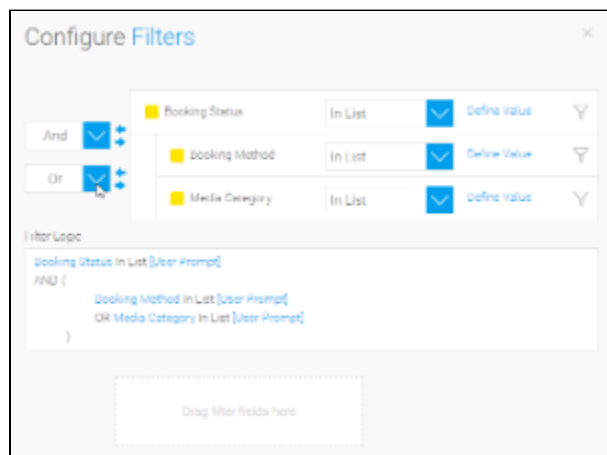 Configure Filters
Booking Status In List Define Value
And
Booking Method In List Define Value
Or
Media Category In List Define Value
Filter Logic
Booking Status In List [User Prompt]
AND (
Booking Method In List [User Prompt]
OR Media Category In List [User Prompt]
)
Drag filter fields here